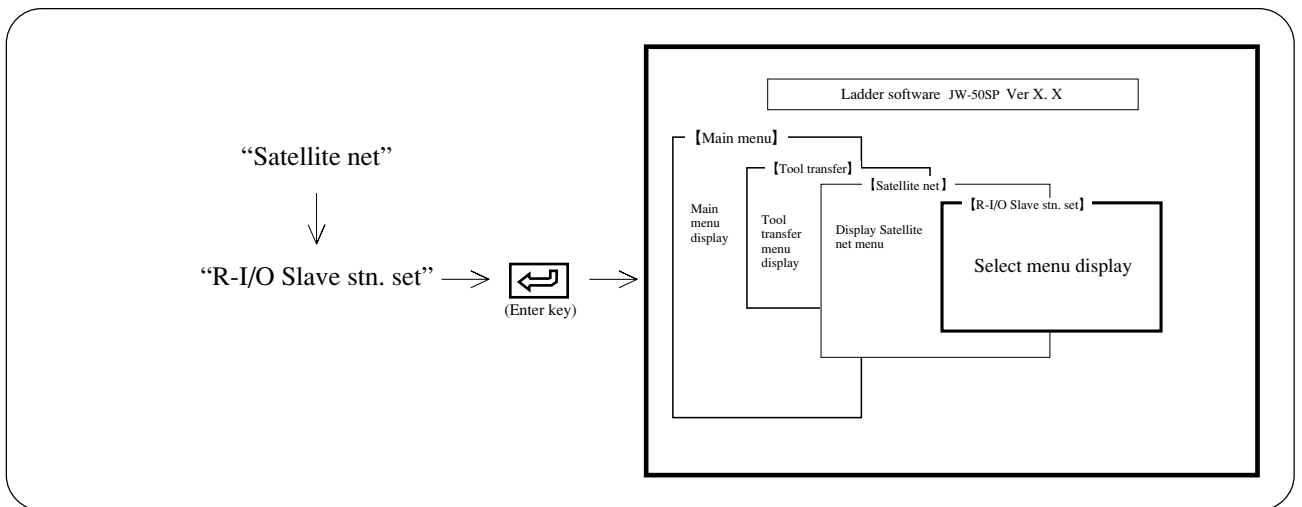 “Satellite net”
“R-I/O Slave stn. set”
(Enter key)
Ladder software JW-50SP Ver X. X
【Main menu】
Main
menu
display
【Tool transfer】
Tool
transfer
menu
display
【Satellite net】
Display Satellite
net menu
【R-I/O Slave stn. set】
Select menu display